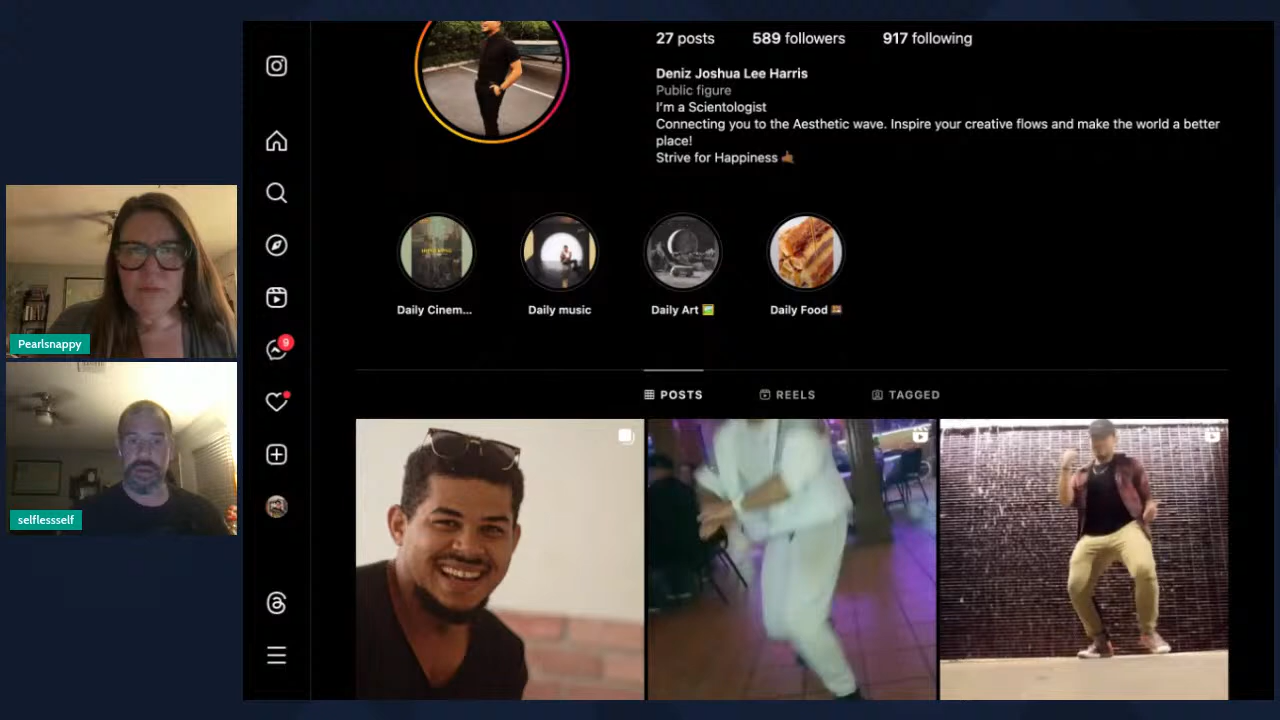 27 posts 589 followers 917 following
Deniz Joshua Lee Harris
Public figure
I'm a Scientologist
Connecting you to the Aesthetic wave. Inspire your creative flows and make the world a better
place!
Strive for Happiness 🤙🏾
9
Daily Cinem...
Daily music
Daily Art 🖼️
Daily Food 🍱
POSTS
REELS
TAGGED
Pearlsnappy
selflessself